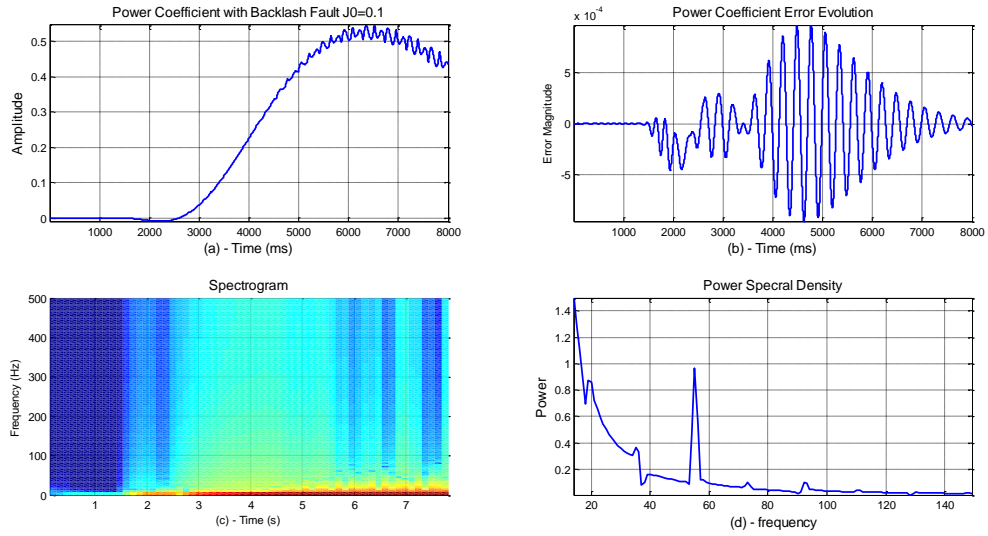 Power Coefficient with Backlash Fault J0=0.1
Amplitude
0.5
0.4
0.3
0.2
0.1
0
1000 2000 3000 4000 5000 6000 7000 8000
(a) - Time (ms)
Power Coefficient Error Evolution
x 10-4
Error Magnitude
5
0
-5
1000 2000 3000 4000 5000 6000 7000 8000
(b) - Time (ms)
Spectrogram
Frequency (Hz)
500
400
300
200
100
0
1 2 3 4 5 6 7
(c) - Time (s)
Power Specral Density
Power
1.4
1.2
1
0.8
0.6
0.4
0.2
20 40 60 80 100 120 140
(d) - frequency